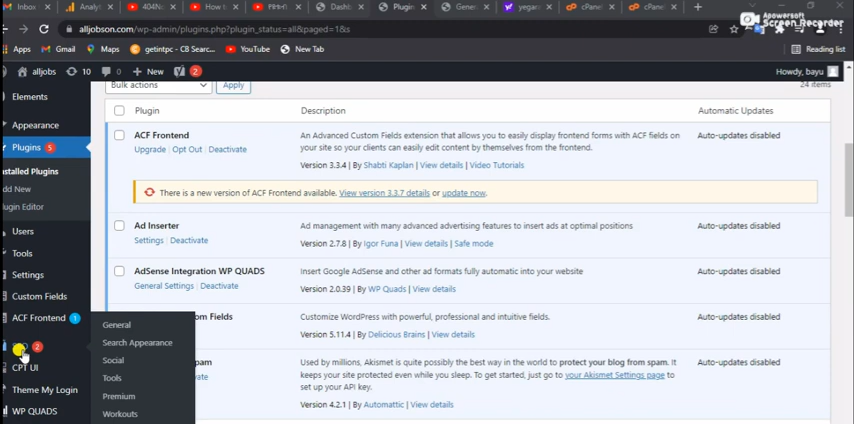 Inbox Analyt 404No How t Dashb Plugin Genes yegan cPanel cPanel
alljobson.com/wp-admin/plugins.php?plugin_status=all&paged=1&s
Apowersoft
Screen Recorder
Apps Gmail getintpc - CB Searc... YouTube Maps New Tab Reading list
alljobs 10 0 New 2 Howdy, bayu
Bulk actions Apply 24 items
Elements
Appearance
Plugins 5
Installed Plugins
Add New
Plugin Editor
Users
Tools
Settings
Custom Fields
ACF Frontend 1
2
CPT UI
Theme My Login
WP QUADS
General
Search Appearance
Social
Tools
Premium
Workouts
Plugin Description Automatic Updates
ACF Frontend
Upgrade | Opt Out | Deactivate
An Advanced Custom Fields extension that allows you to easily display frontend forms with ACF fields on
your site so your clients can easily edit content by themselves from the frontend.
Version 3.3.4 | By Shabti Kaplan | View details | Video Tutorials
Auto-updates disabled
There is a new version of ACF Frontend available. View version 3.3.7 details or update now.
Ad Inserter
Settings | Deactivate
Ad management with many advanced advertising features to insert ads at optimal positions
Version 2.7.8 | By Igor Funa | View details | Safe mode
Auto-updates disabled
AdSense Integration WP QUADS
General Settings | Deactivate
Insert Google AdSense and other ad formats fully automatic into your website
Version 2.0.39 | By WP Quads | View details
Auto-updates disabled
om Fields
Customize WordPress with powerful, professional and intuitive fields.
Version 5.11.4 | By Delicious Brains | View details
Auto-updates disabled
pam
ate
Used by millions, Akismet is quite possibly the best way in the world to protect your blog from spam. It
keeps your site protected even while you sleep. To get started, just go to your Akismet Settings page to
set up your API key.
Version 4.2.1 | By Automattic | View details
Auto-updates disabled